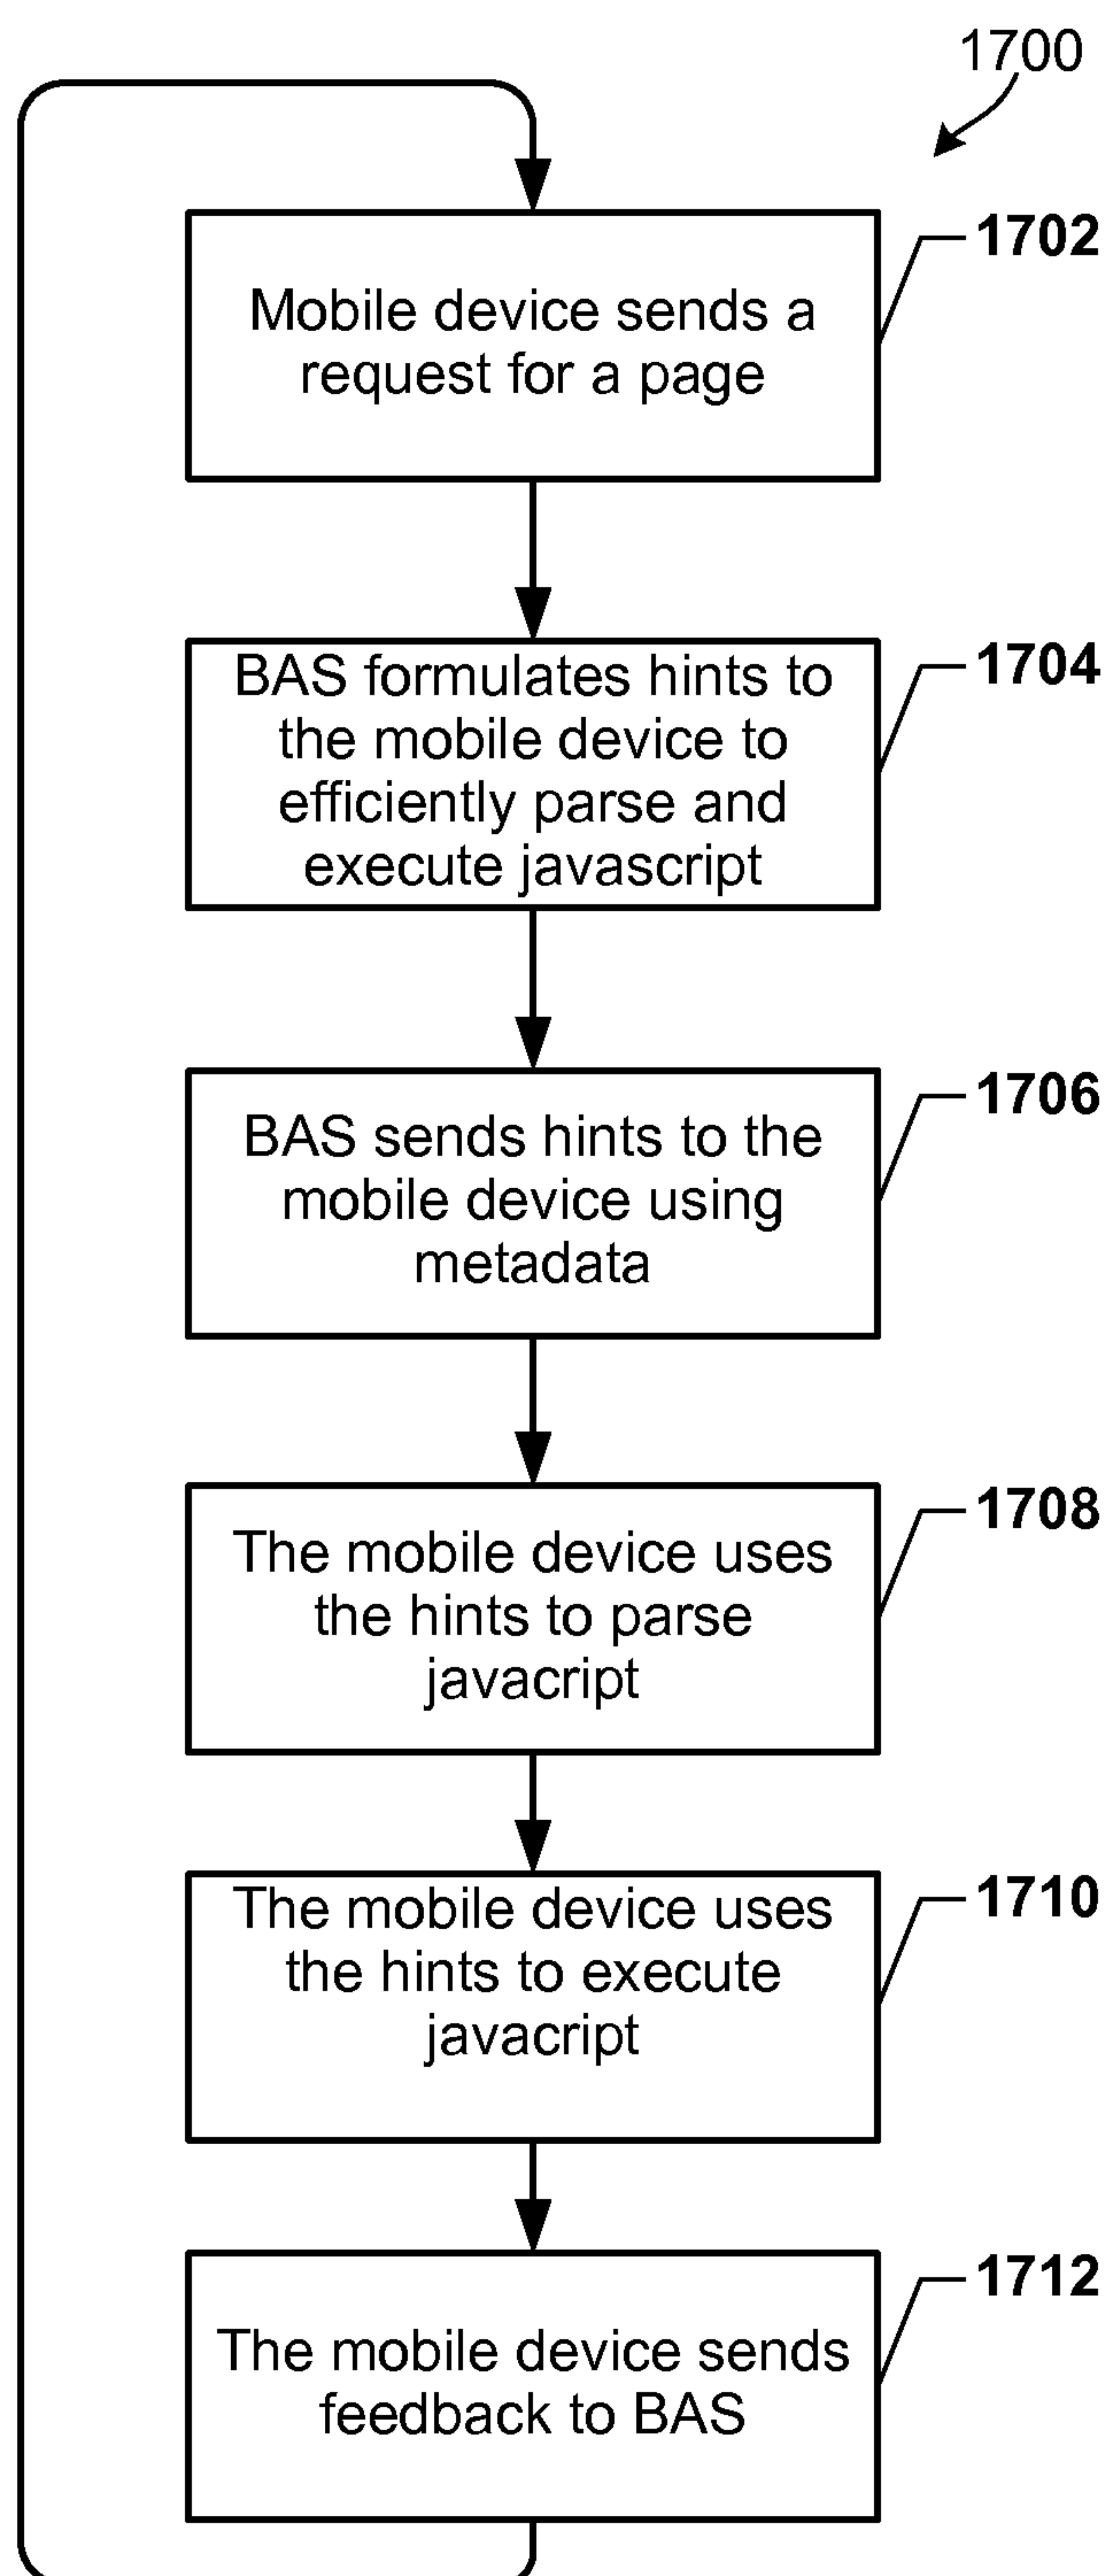 1700
1702
Mobile device sends a
request for a page
1704
BAS formulates hints to
the mobile device to
efficiently parse and
execute javascript
1706
BAS sends hints to the
mobile device using
metadata
1708
The mobile device uses
the hints to parse
javacript
1710
The mobile device uses
the hints to execute
javacript
1712
The mobile device sends
feedback to BAS